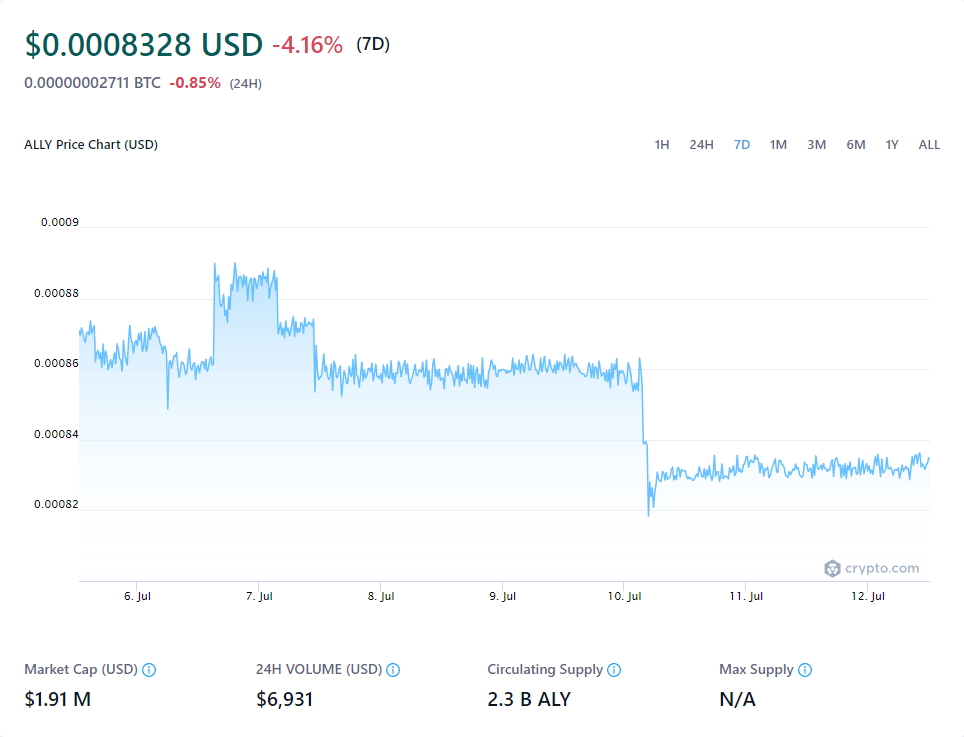 $0.0008328 USD -4.16% (7D)
0.00000002711 BTC -0.85% (24H)
ALLY Price Chart (USD) 1H 24H 7D 1M 3M 6M 1Y ALL
0.0009
0.00088
0.00086
0.00084
0.00082
crypto.com
6. Jul 7. Jul 8. Jul 9. Jul 10. Jul 11. Jul 12. Jul
Market Cap (USD) 24H VOLUME (USD) Circulating Supply Max Supply
$1.91 M $6,931 2.3 B ALY N/A